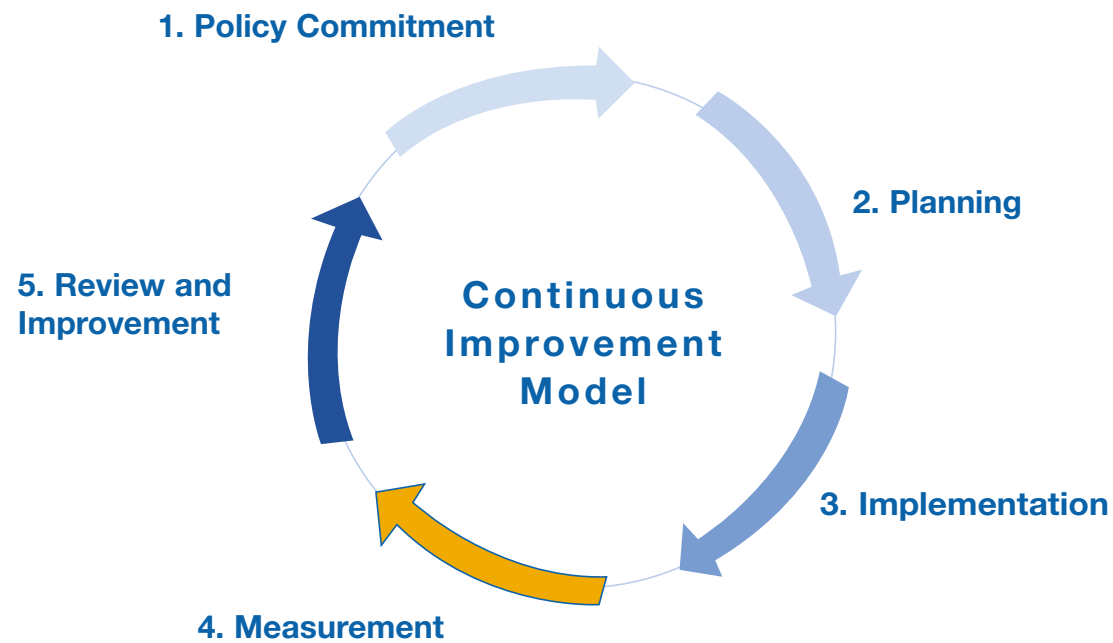 1. Policy Commitment
2. Planning
5. Review and
Improvement
Continuous
Improvement
Model
3. Implementation
4. Measurement